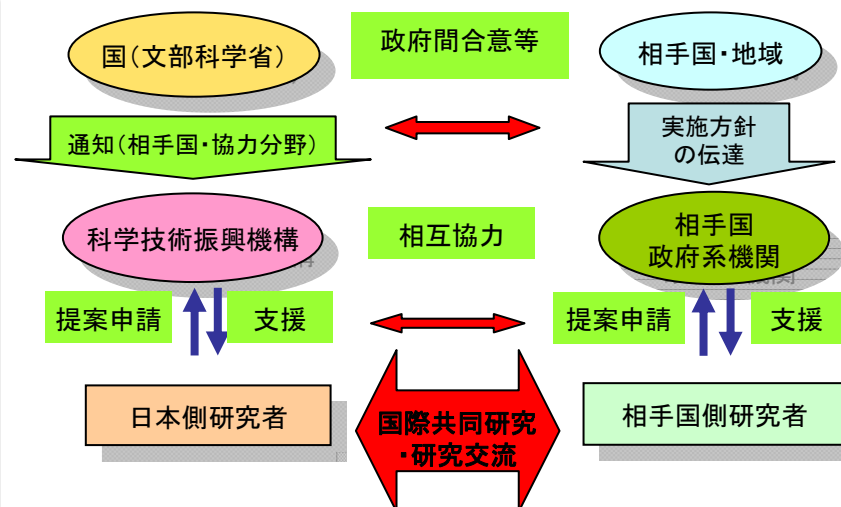 国(文部科学省)
政府間合意等
相手国・地域
通知(相手国・協力分野)
実施方針
の伝達
科学技術振興機構
相互協力
相手国
政府系機関
提案申請
支援
提案申請
支援
日本側研究者
国際共同研究
・研究交流
相手国側研究者